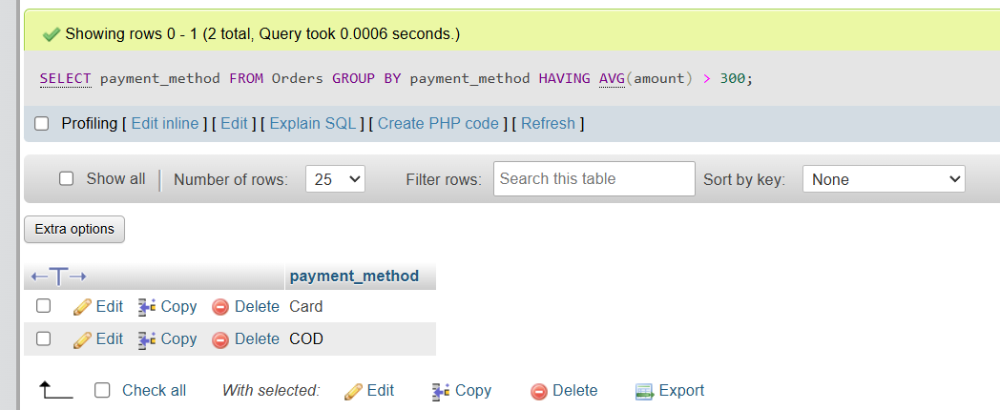 Showing rows 0 - 1 (2 total, Query took 0.0006 seconds.)
SELECT payment_method FROM Orders GROUP BY payment_method HAVING AVG(amount) > 300;
Profiling [ Edit inline ] [ Edit ] [ Explain SQL ] [ Create PHP code ] [ Refresh ]
Show all Number of rows: 25 Filter rows: Search this table Sort by key: None
Extra options
←T→ payment_method
Edit Copy Delete Card
Edit Copy Delete COD
Check all With selected: Edit Copy Delete Export